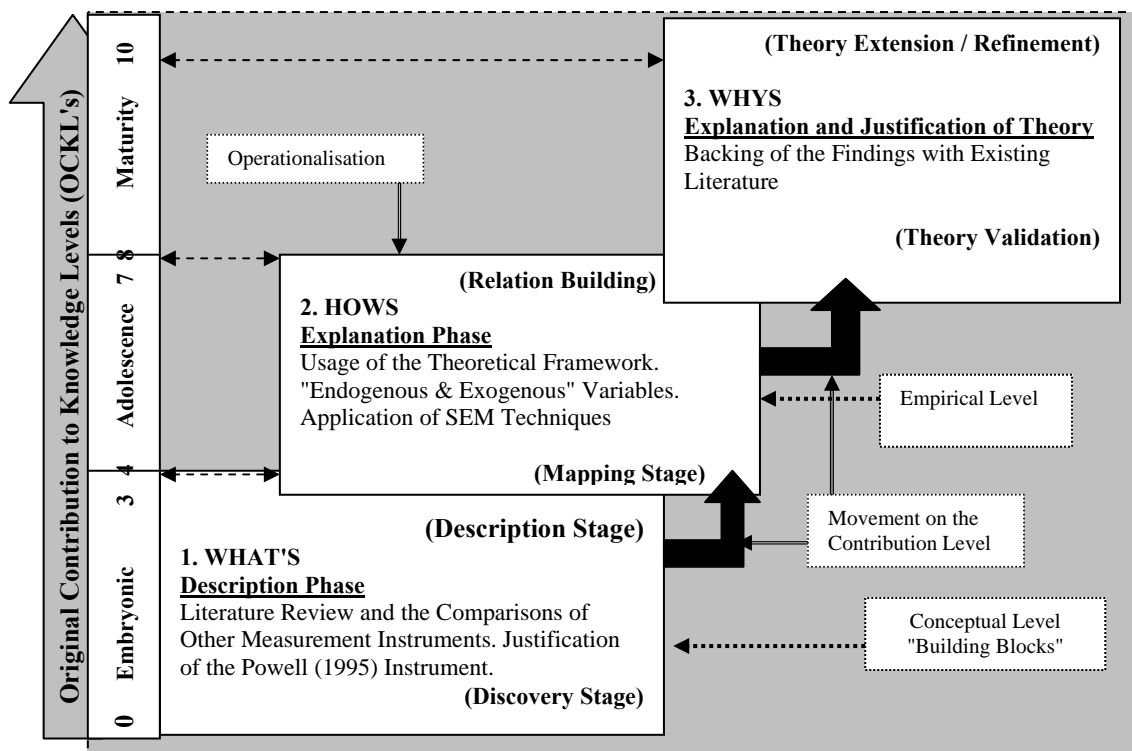 Original Contribution to Knowledge Levels (OCKL's)
0 Embryonic 3 4 Adolescence 7 8 Maturity 10
(Theory Extension / Refinement)
3. WHYS
Explanation and Justification of Theory
Backing of the Findings with Existing
Literature
(Theory Validation)
Operationalisation
(Relation Building)
2. HOWS
Explanation Phase
Usage of the Theoretical Framework.
"Endogenous & Exogenous" Variables.
Application of SEM Techniques
(Mapping Stage)
Empirical Level
Movement on the
Contribution Level
(Description Stage)
1. WHAT'S
Description Phase
Literature Review and the Comparisons of
Other Measurement Instruments. Justification
of the Powell (1995) Instrument.
(Discovery Stage)
Conceptual Level
"Building Blocks"